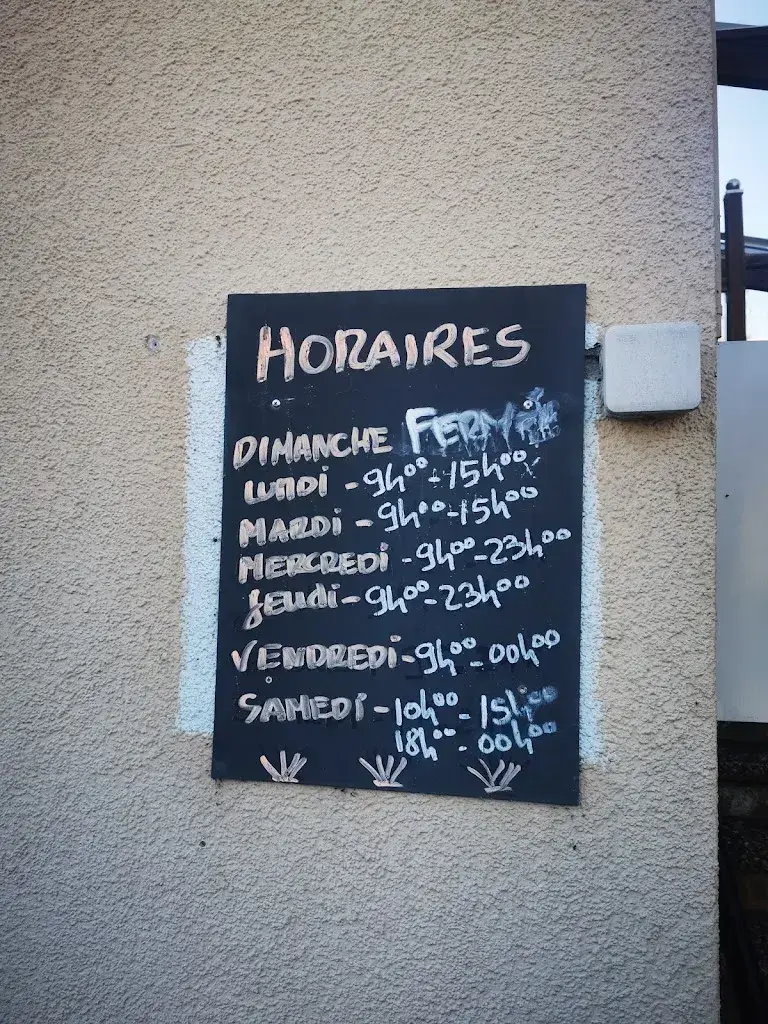 HORAIRES
DIMANCHE FERMÉ
LUNDI - 9h00 - 15h00
MARDI - 9h00 - 15h00
MERCREDI - 9h00 - 23h00
Jeudi - 9h00 - 23h00
VENDREDI - 9h00 - 00h00
SAMEDI - 10h00 - 15h00
18h00 - 00h00